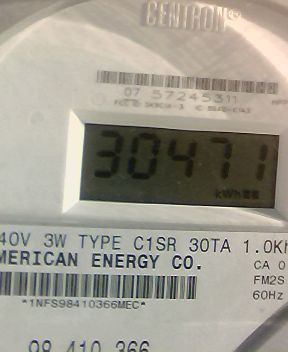 CENTRON®
07 57245311
30471
kWh
40V 3W TYPE C1SR 30TA 1.0Kh
MERICAN ENERGY CO.
CA 0
FM2S
60Hz
*1NFS98410366MEC*
98 410 366